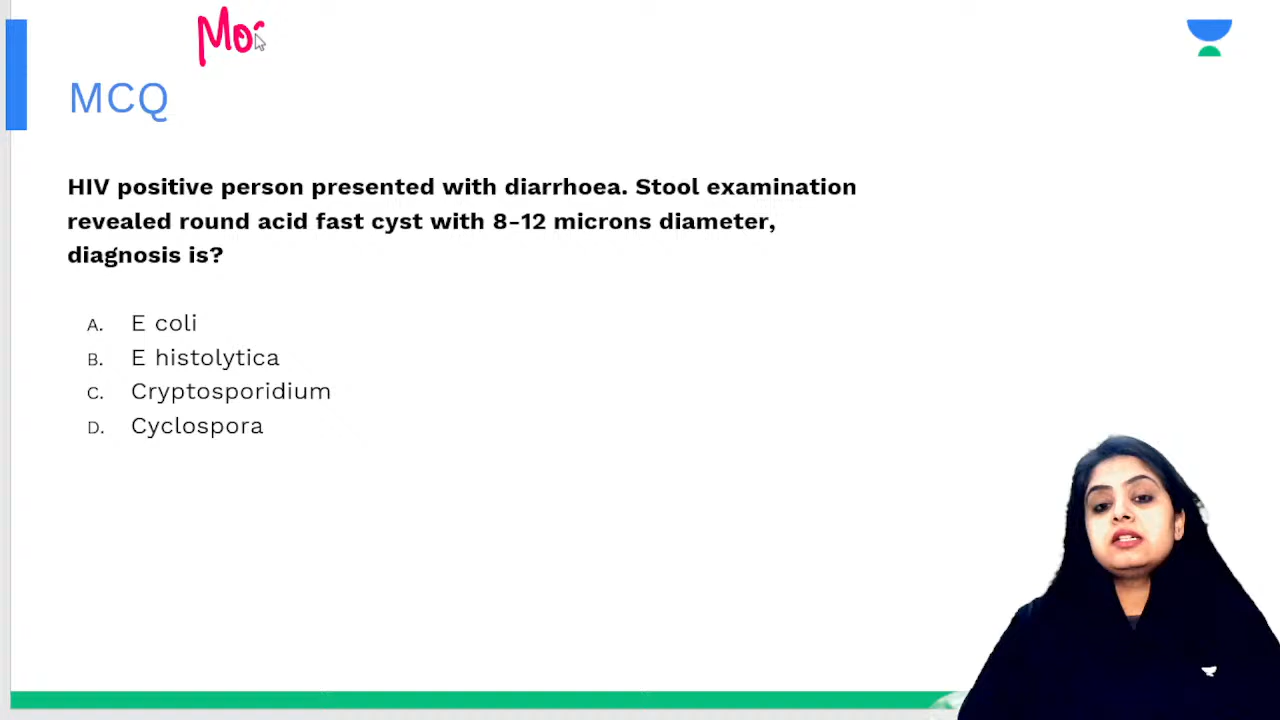 Mos
MCQ
HIV positive person presented with diarrhoea. Stool examination
revealed round acid fast cyst with 8-12 microns diameter,
diagnosis is?
A. E coli
B. E histolytica
C. Cryptosporidium
D. Cyclospora